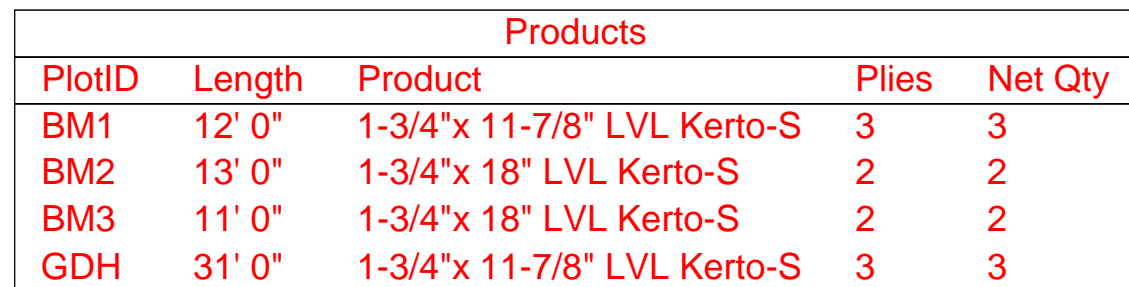 Products
PlotID Length Product Plies Net Qty
BM1 12' 0" 1-3/4"x 11-7/8" LVL Kerto-S 3 3
BM2 13' 0" 1-3/4"x 18" LVL Kerto-S 2 2
BM3 11' 0" 1-3/4"x 18" LVL Kerto-S 2 2
GDH 31' 0" 1-3/4"x 11-7/8" LVL Kerto-S 3 3